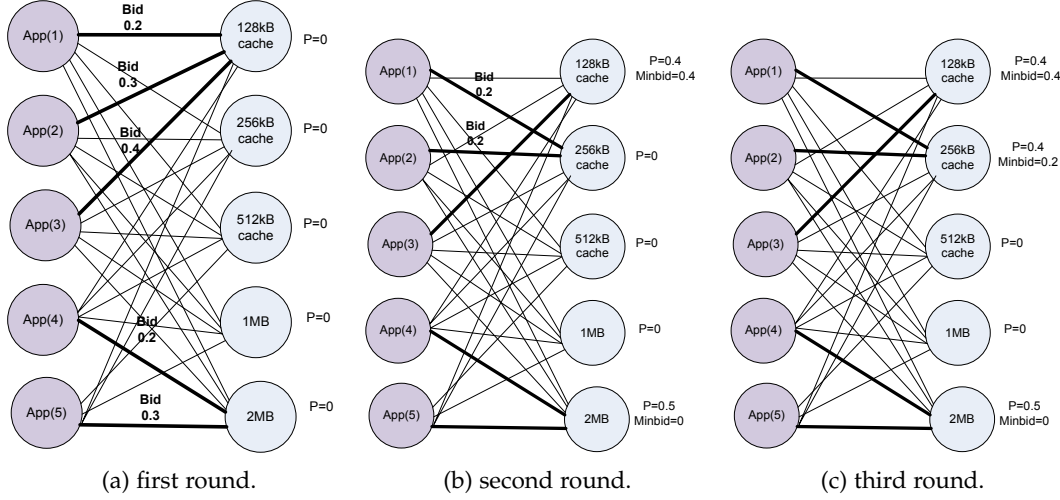 Bid
0.2
App(1)
128kB
cache
P=0
Bid
0.3
App(2)
256kB
cache
P=0
Bid
0.4
App(3)
512kB
cache
P=0
App(4)
Bid
0.2
1MB
P=0
App(5)
Bid
0.3
2MB
P=0
(a) first round.
App(1)
Bid
0.2
128kB
cache
P=0.4
Minbid=0.4
App(2)
Bid
0.2
256kB
cache
P=0
App(3)
512kB
cache
P=0
App(4)
1MB
P=0
App(5)
2MB
P=0.5
Minbid=0
(b) second round.
App(1)
128kB
cache
P=0.4
Minbid=0.4
App(2)
256kB
cache
P=0.4
Minbid=0.2
App(3)
512kB
cache
P=0
App(4)
1MB
P=0
App(5)
2MB
P=0.5
Minbid=0
(c) third round.